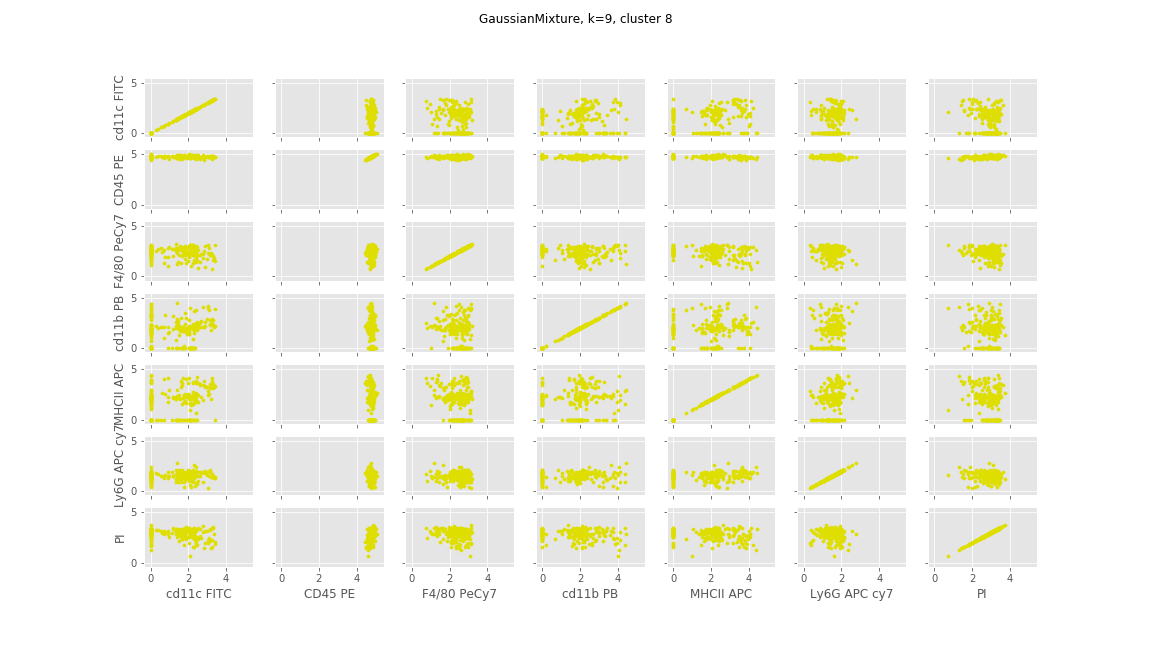 GaussianMixture, k=9, cluster 8
cd11c FITC
5
0
CD45 PE
5
0
F4/80 PeCy7
5
0
cd11b PB
5
0
MHCII APC
5
0
Ly6G APC cy7
5
0
PI
5
0
0 2 4 0 2 4 0 2 4 0 2 4 0 2 4 0 2 4 0 2 4
cd11c FITC CD45 PE F4/80 PeCy7 cd11b PB MHCII APC Ly6G APC cy7 PI